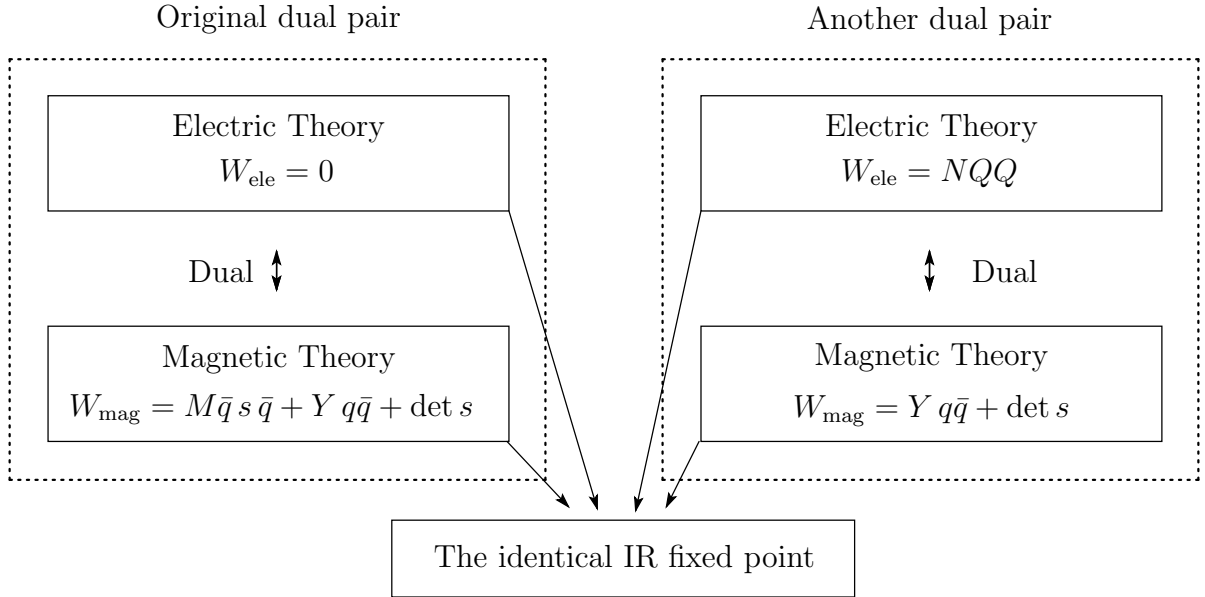 Original dual pair
Electric Theory
W_ele = 0
Dual
Magnetic Theory
W_mag = M q̄ s q̄ + Y q q̄ + det s
Another dual pair
Electric Theory
W_ele = NQQ
Dual
Magnetic Theory
W_mag = Y q q̄ + det s
The identical IR fixed point